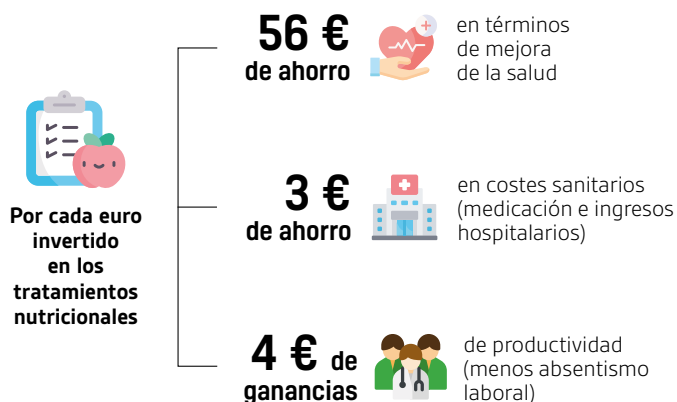 Por cada euro
invertido
en los
tratamientos
nutricionales
56 €
de ahorro
en términos
de mejora
de la salud
3 €
de ahorro
en costes sanitarios
(medicación e ingresos
hospitalarios)
4 € de
ganancias
de productividad
(menos absentismo
laboral)